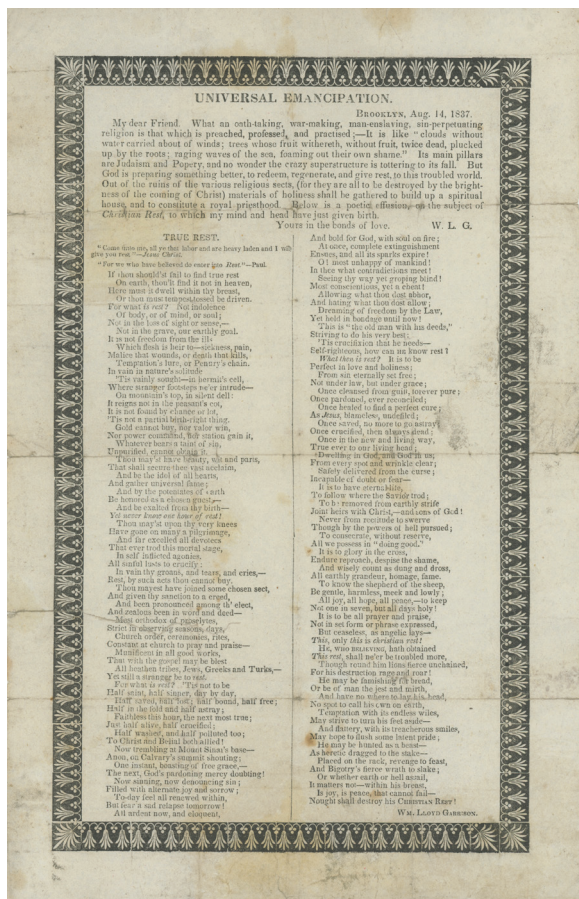 UNIVERSAL EMANCIPATION.
BROOKLYN, Aug. 14, 1837.
My dear Friend. What an oath-taking, war-making, man-enslaving, sin-perpetuating
religion is that which is preached, professed, and practised;—It is like "clouds without
water carried about of winds; trees whose fruit withereth, without fruit, twice dead, plucked
up by the roots; raging waves of the sea, foaming out their own shame." Its main pillars
are Judaism and Popery, and no wonder the crazy superstructure is tottering to its fall. But
God is preparing something better, to redeem, regenerate, and give rest, to this troubled world.
Out of the ruins of the various religious sects, (for they are all to be destroyed by the bright-
ness of the coming of Christ) materials of holiness shall be gathered to build up a spiritual
house, and to constitute a royal priesthood. Below is a poetic effusion, on the subject of
Christian Rest, to which my mind and head have just given birth.
Yours in the bonds of love. W. L. G.
TRUE REST.
"Come unto me, all ye that labor and are heavy laden and I will
give you rest."—Jesus Christ.
"For we who have believed do enter into Rest."—Paul.
If thou should'st fail to find true rest
On earth, thou'lt find it not in heaven,
Here must it dwell within thy breast,
Or thou must tempest-tossed be driven.
For what is rest? Not indolence
Of body, or of mind, or soul;
Not in the loss of sight or sense,—
Not in the grave, our earthly goal.
It is not freedom from the ills
Which flesh is heir to—sickness, pain,
Malice that wounds, or death that kills,
Temptation's lure, or Penury's chain.
In vain in nature's solitude
'Tis vainly sought—in hermit's cell,
Where stranger footsteps ne'er intrude—
On mountain's top, in silent dell:
It reigns not in the peasant's cot,
It is not found by chance or lot,
'Tis not a partial birth-right thing.
Gold cannot buy, nor valor win,
Nor power command, nor station gain it,
Whatever bears a taint of sin,
Unpurified, cannot obtain it.
Thou may'st have beauty, wit and parts,
That shall secure thee vast acclaim,
And be the idol of all hearts,
And gather universal fame;
And by the potentates of earth
Be honored as a chosen guest,—
And be exalted from thy birth—
Yet never know one hour of rest!
Thou may'st upon thy very knees
Have gone on many a pilgrimage,
And far excelled all devotees
That ever trod this mortal stage,
In self inflicted agonies.
All sinful lusts to crucify;
In vain thy groans, and tears, and cries,—
Rest, by such acts thou cannot buy.
Thou mayest have joined some chosen sect,
And given thy sanction to a creed,
And been pronounced among th' elect,
And zealous been in word and deed—
Most orthodox of proselytes,
Strict in observing seasons, days,
Church order, ceremonies, rites,
Constant at church to pray and praise—
Munificent in all good works,
That with the gospel may be blest
All heathen tribes, Jews, Greeks and Turks,—
Yet still a stranger be to rest.
For what is rest? 'Tis not to be
Half saint, half sinner, day by day,
Half saved, half lost; half bound, half free;
Half in the fold and half astray;
Faithless this hour, the next most true;
Just half alive, half crucified;
Half washed, and half polluted too;
To Christ and Belial both allied!
Now trembling at Mount Sinai's base—
Anon, on Calvary's summit shouting;
One instant, boasting of free grace,—
The next, God's pardoning mercy doubting!
Now sinning, now denouncing sin;
Filled with alternate joy and sorrow;
To-day feel all renewed within,
But fear a sad relapse tomorrow!
All ardent now, and eloquent,
And bold for God, with soul on fire;
At once, complete extinguishment
Ensues, and all its sparks expire!
O! most unhappy of mankind!
In thee what contradictions meet!
Seeing thy way yet groping blind!
Most conscientious, yet a cheat!
Allowing what thou dost abhor,
And hating what thou dost allow;
Dreaming of freedom by the Law,
Yet held in bondage until now!
This is "the old man with his deeds,"
Striving to do his very best;
'Tis crucifixion that he needs—
Self-righteous, how can he know rest?
What then is rest? It is to be
Perfect in love and holiness;
From sin eternally set free;
Not under law, but under grace;
Once cleansed from guilt, forever pure;
Once pardoned, ever reconciled;
Once healed to find a perfect cure;
As Jesus, blameless, undefiled;
Once saved, no more to go astray;
Once crucified, then always dead;
Once in the new and living way,
True ever to our living head;
Dwelling in God, and God in us;
From every spot and wrinkle clear;
Safely delivered from the curse;
Incapable of doubt or fear—
It is to have eternal life,
To follow where the Savior trod;
To be removed from earthly strife
Joint heirs with Christ,—and sons of God!
Never from rectitude to swerve
Though by the powers of hell pursued;
To consecrate, without reserve,
All we possess in "doing good."
It is to glory in the cross,
Endure reproach, despise the shame,
And wisely count as dung and dross,
All earthly grandeur, homage, fame.
To know the shepherd of the sheep,
Be gentle, harmless, meek and lowly;
All joy, all hope, all peace,—to keep
Not one in seven, but all days holy!
It is to be all prayer and praise,
Not in set form or phrase expressed,
But ceaseless, as angelic lays—
This, only this is christian rest!
HE, WHO BELIEVES, hath obtained
This rest, shall ne'er be troubled more,
Though round him lions fierce unchained,
For his destruction rage and roar!
He may be famishing for bread,
Or be of man the jest and mirth,
And have no where to lay his head,
No spot to call his own on earth,
Temptation with its endless wiles,
May strive to turn his feet aside—
And flattery, with its treacherous smiles,
May hope to flush some latent pride;
He may be hunted as a beast—
As heretic dragged to the stake—
Placed on the rack, revenge to feast,
And Bigotry's fierce wrath to slake;
Or whether earth or hell assail,
It matters not—within his breast,
Is joy, is peace, that cannot fail—
Nought shall destroy his CHRISTIAN REST!
WM. LLOYD GARRISON.